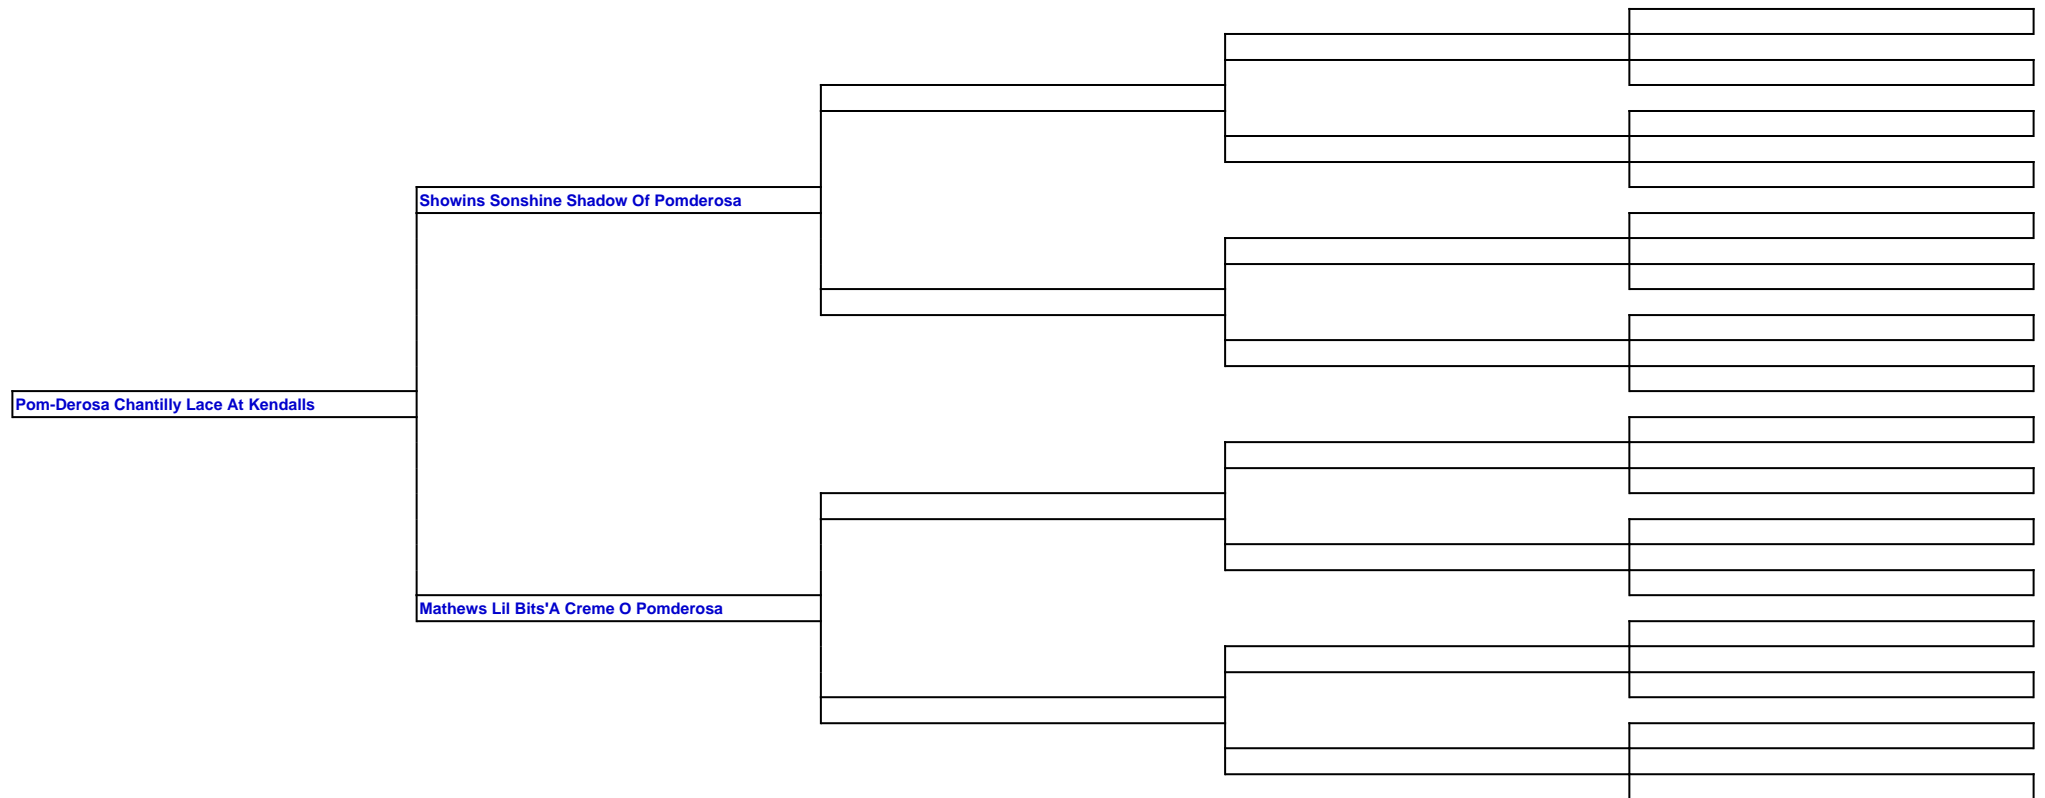 Showins Sonshine Shadow Of Pomderosa
Pom-Derosa Chantilly Lace At Kendalls
Mathews Lil Bits'A Creme O Pomderosa